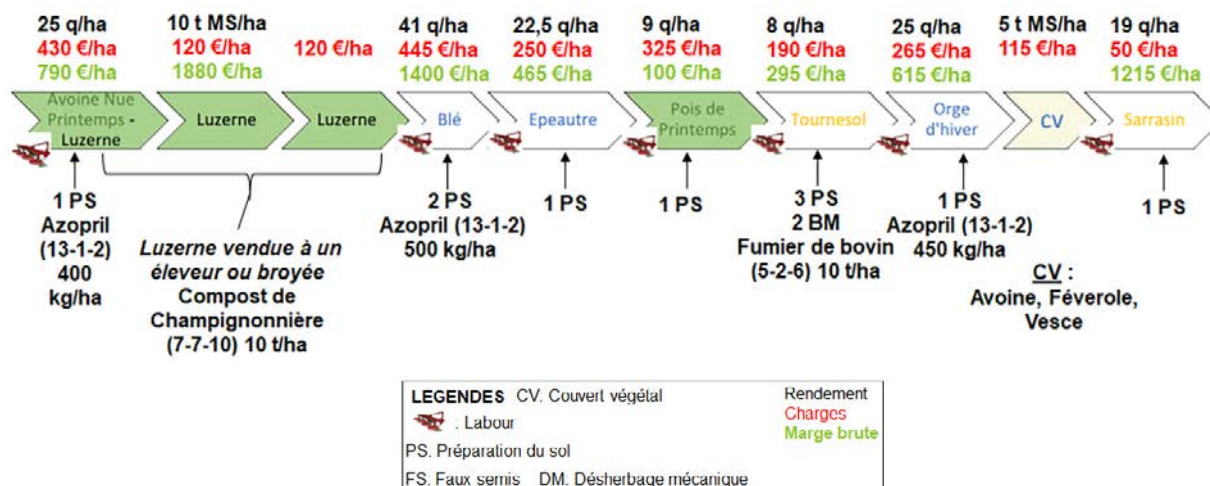 25 q/ha
430 €/ha
790 €/ha
10 t MS/ha
120 €/ha
1880 €/ha
120 €/ha
41 q/ha
445 €/ha
1400 €/ha
22,5 q/ha
250 €/ha
465 €/ha
9 q/ha
325 €/ha
100 €/ha
8 q/ha
190 €/ha
295 €/ha
25 q/ha
265 €/ha
615 €/ha
5 t MS/ha
115 €/ha
19 q/ha
50 €/ha
1215 €/ha
Avoine Nue
Printemps -
Luzerne
Luzerne
Luzerne
Blé
Epeautre
Pois de
Printemps
Tournesol
Orge
d'hiver
CV
Sarrasin
1 PS
Azopril
(13-1-2)
400
kg/ha
Luzerne vendue à un
éleveur ou broyée
Compost de
Champignonnière
(7-7-10) 10 t/ha
2 PS
Azopril (13-1-2)
500 kg/ha
1 PS
1 PS
3 PS
2 BM
Fumier de bovin
(5-2-6) 10 t/ha
1 PS
Azopril (13-1-2)
450 kg/ha
CV :
Avoine, Féverole,
Vesce
1 PS
LEGENDES CV. Couvert végétal
. Labour
PS. Préparation du sol
FS. Faux semis DM. Désherbage mécanique
Rendement
Charges
Marge brute